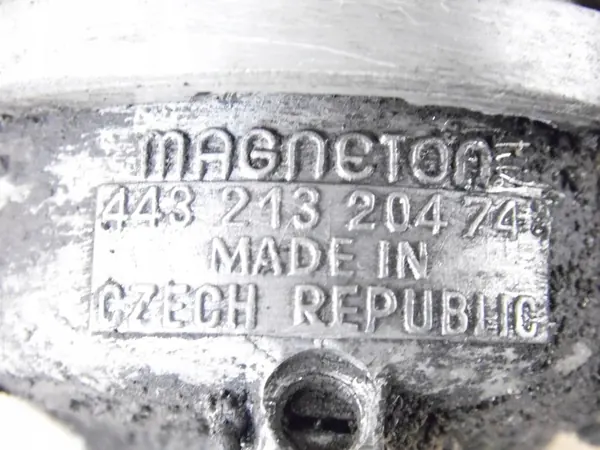 MAGNETON
443 213 204 74
MADE IN
CZECH REPUBLIC